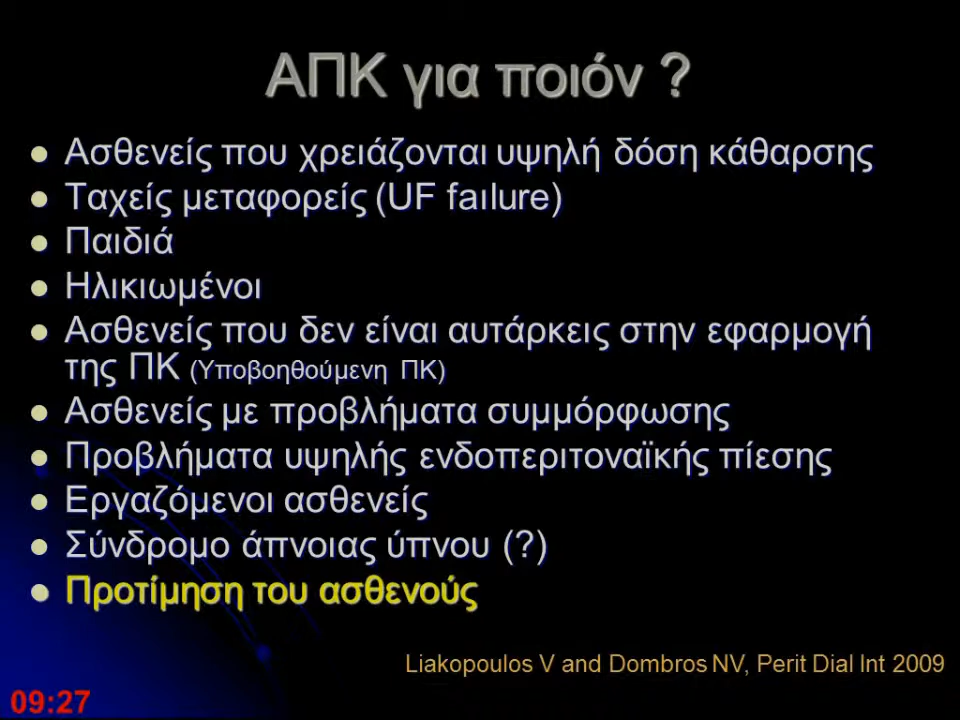 ΑΠΚ για ποιόν ?
Ασθενείς που χρειάζονται υψηλή δόση κάθαρσης
Ταχείς μεταφορείς (UF faılure)
Παιδιά
Ηλικιωμένοι
Ασθενείς που δεν είναι αυτάρκεις στην εφαρμογή
της ΠΚ (Υποβοηθούμενη ΠΚ)
Ασθενείς με προβλήματα συμμόρφωσης
Προβλήματα υψηλής ενδοπεριτοναϊκής πίεσης
Εργαζόμενοι ασθενείς
Σύνδρομο άπνοιας ύπνου (?)
Προτίμηση του ασθενούς
Liakopoulos V and Dombros NV, Perit Dial Int 2009
09:27